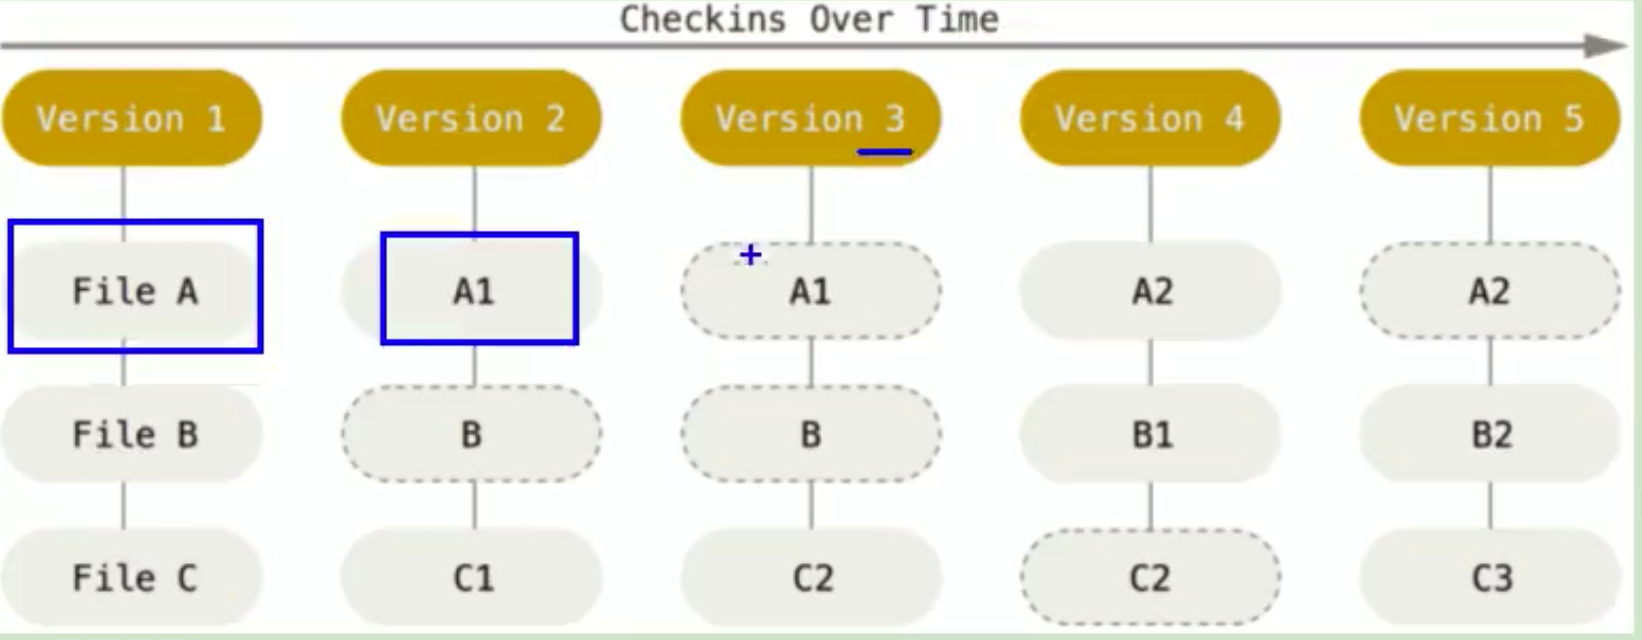 Checkins Over Time
Version 1 Version 2 Version 3 Version 4 Version 5
File A A1 A1 A2 A2
File B B B B1 B2
File C C1 C2 C2 C3